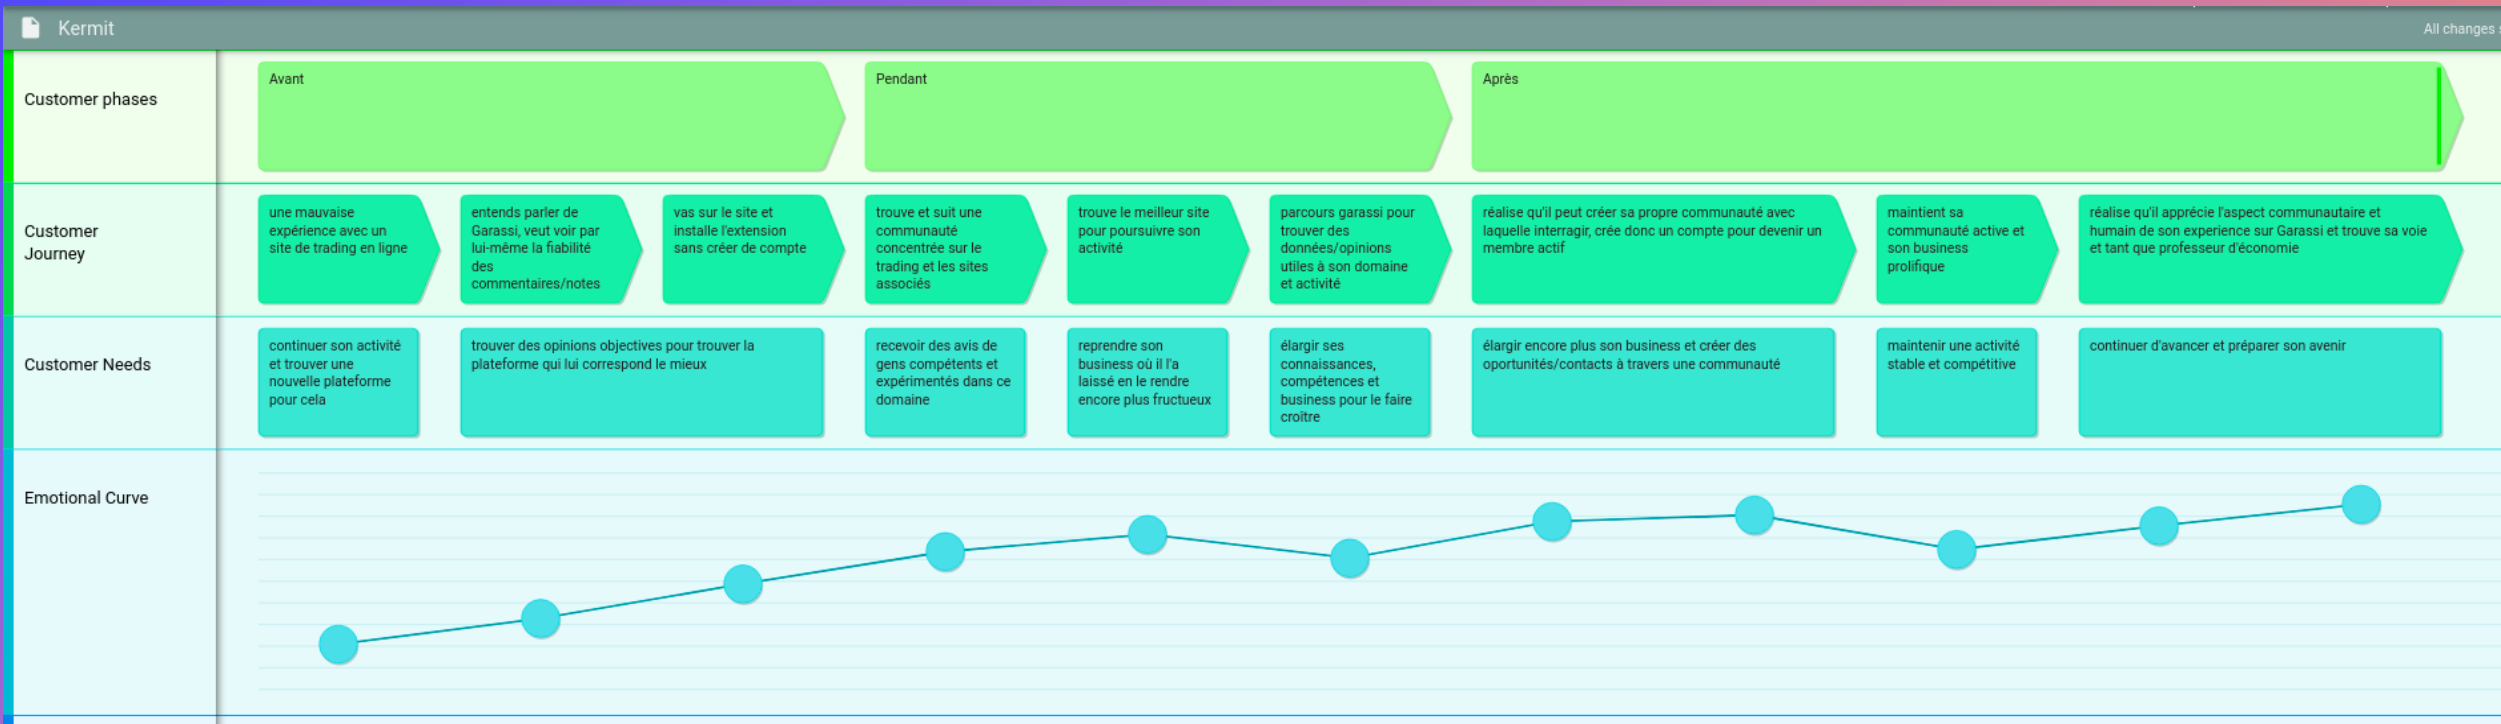 Kermit
All changes
Customer phases
Avant
Pendant
Après
Customer
Journey
une mauvaise
expérience avec un
site de trading en ligne
entends parler de
Garassi, veut voir par
lui-même la fiabilité
des
commentaires/notes
vas sur le site et
installe l'extension
sans créer de compte
trouve et suit une
communauté
concentrée sur le
trading et les sites
associés
trouve le meilleur site
pour poursuivre son
activité
parcours garassi pour
trouver des
données/opinions
utiles à son domaine
et activité
réalise qu'il peut créer sa propre communauté avec
laquelle interragir, crée donc un compte pour devenir un
membre actif
maintient sa
communauté active et
son business
prolifique
réalise qu'il apprécie l'aspect communautaire et
humain de son experience sur Garassi et trouve sa voie
et tant que professeur d'économie
Customer Needs
continuer son activité
et trouver une
nouvelle plateforme
pour cela
trouver des opinions objectives pour trouver la
plateforme qui lui correspond le mieux
recevoir des avis de
gens compétents et
expérimentés dans ce
domaine
reprendre son
business où il l'a
laissé en le rendre
encore plus fructueux
élargir ses
connaissances,
compétences et
business pour le faire
croître
élargir encore plus son business et créer des
oportunités/contacts à travers une communauté
maintenir une activité
stable et compétitive
continuer d'avancer et préparer son avenir
Emotional Curve